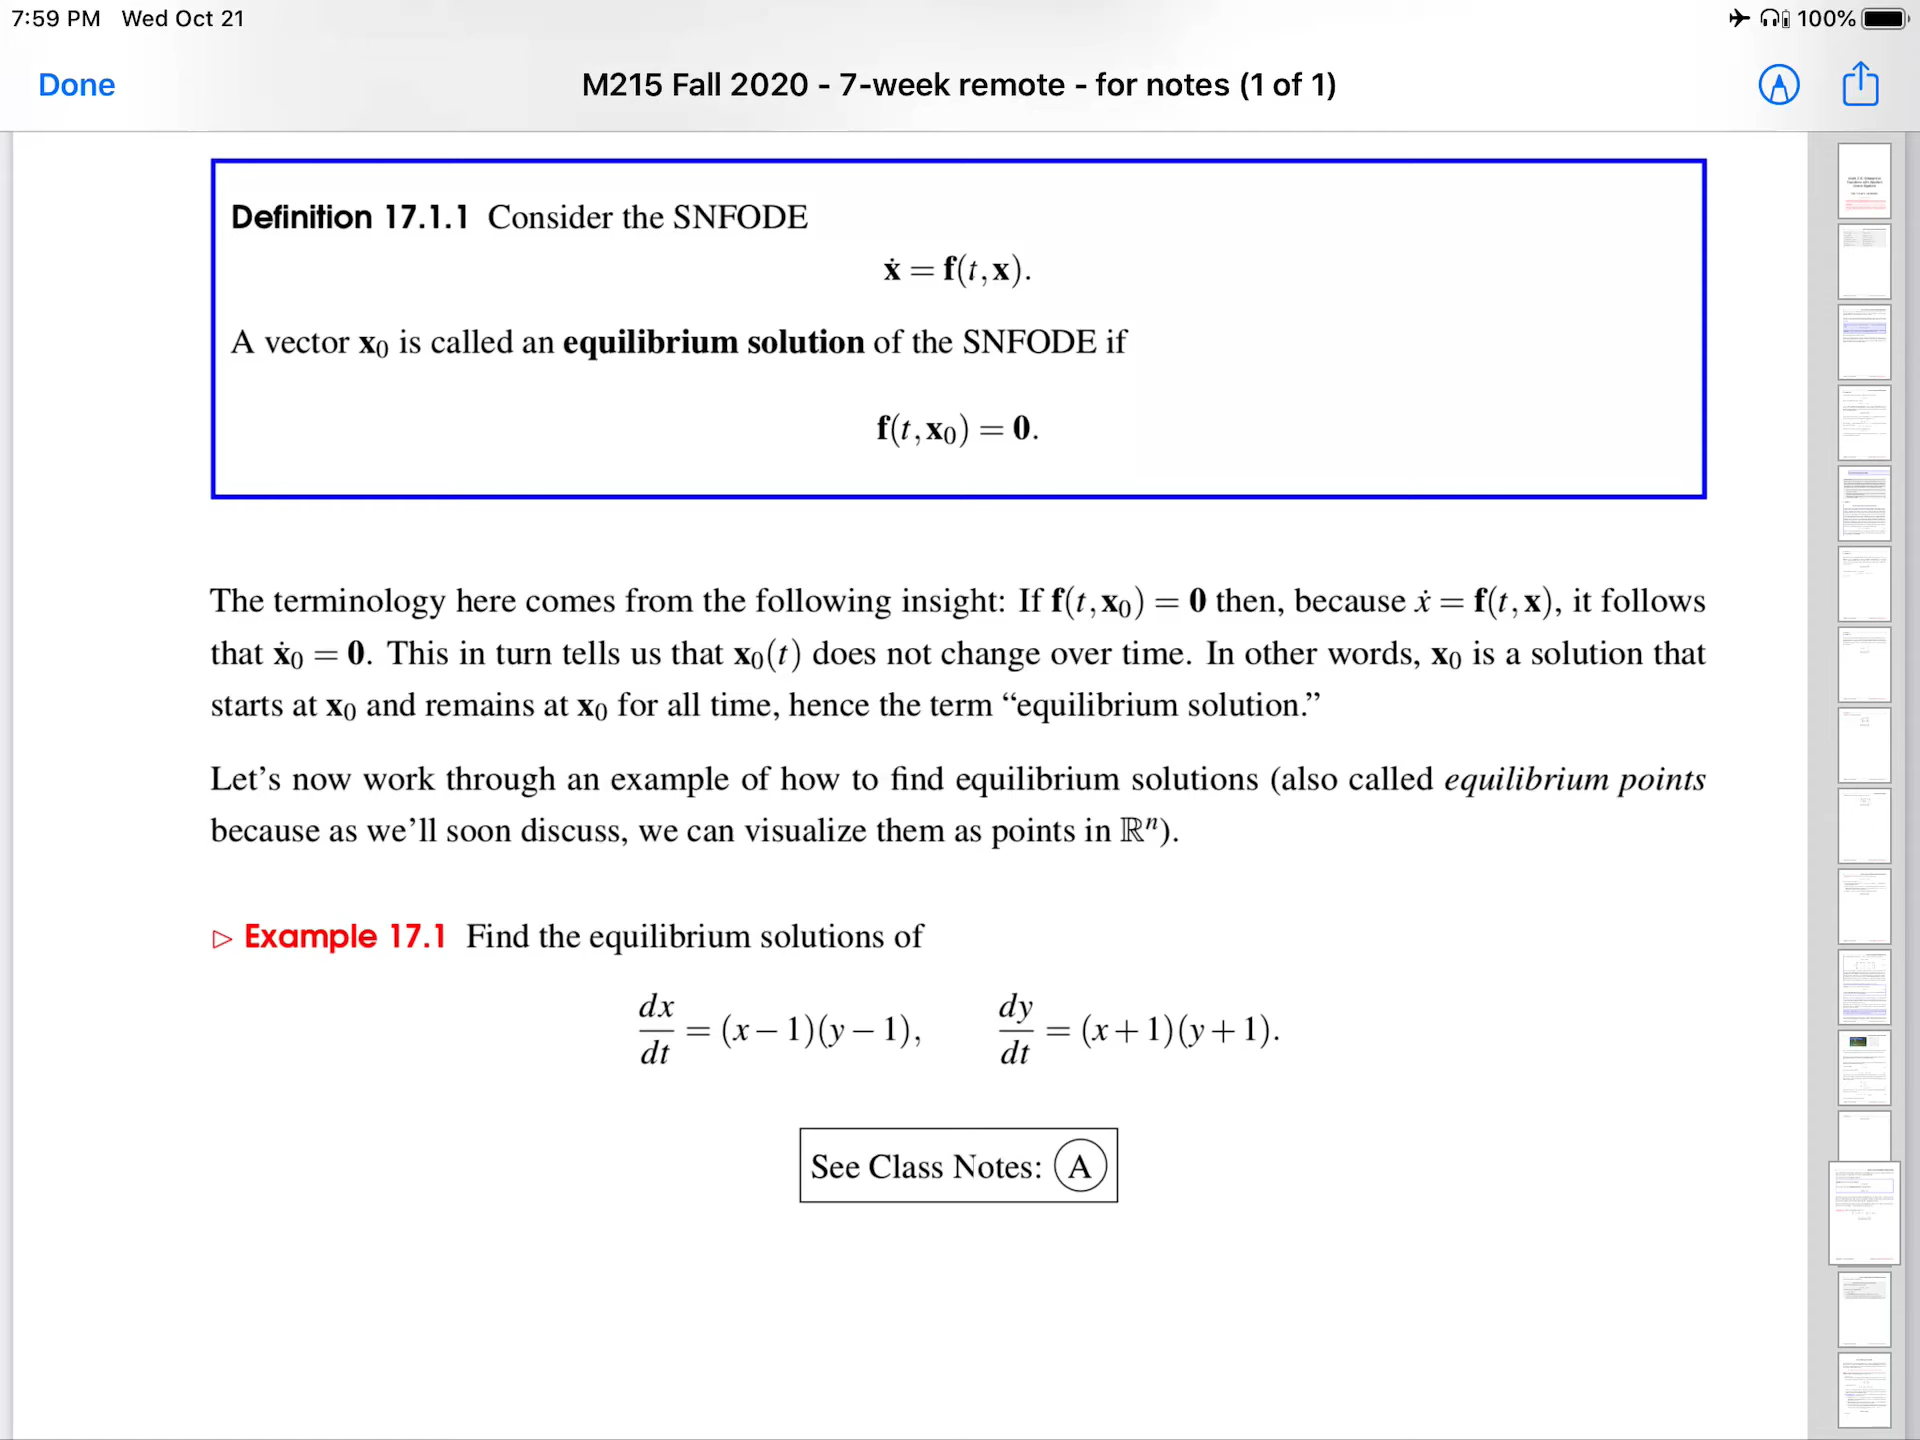 7:59 PM Wed Oct 21
100%
Done
M215 Fall 2020 - 7-week remote - for notes (1 of 1)
Definition 17.1.1 Consider the SNFODE
ẋ = f(t,x).
A vector x₀ is called an equilibrium solution of the SNFODE if
f(t,x₀) = 0.
The terminology here comes from the following insight: If f(t,x₀) = 0 then, because ẋ = f(t,x), it follows
that ẋ₀ = 0. This in turn tells us that x₀(t) does not change over time. In other words, x₀ is a solution that
starts at x₀ and remains at x₀ for all time, hence the term “equilibrium solution.”
Let’s now work through an example of how to find equilibrium solutions (also called equilibrium points
because as we’ll soon discuss, we can visualize them as points in ℝⁿ).
▷ Example 17.1 Find the equilibrium solutions of
dx/dt = (x − 1)(y − 1), dy/dt = (x + 1)(y + 1).
See Class Notes: Ⓐ